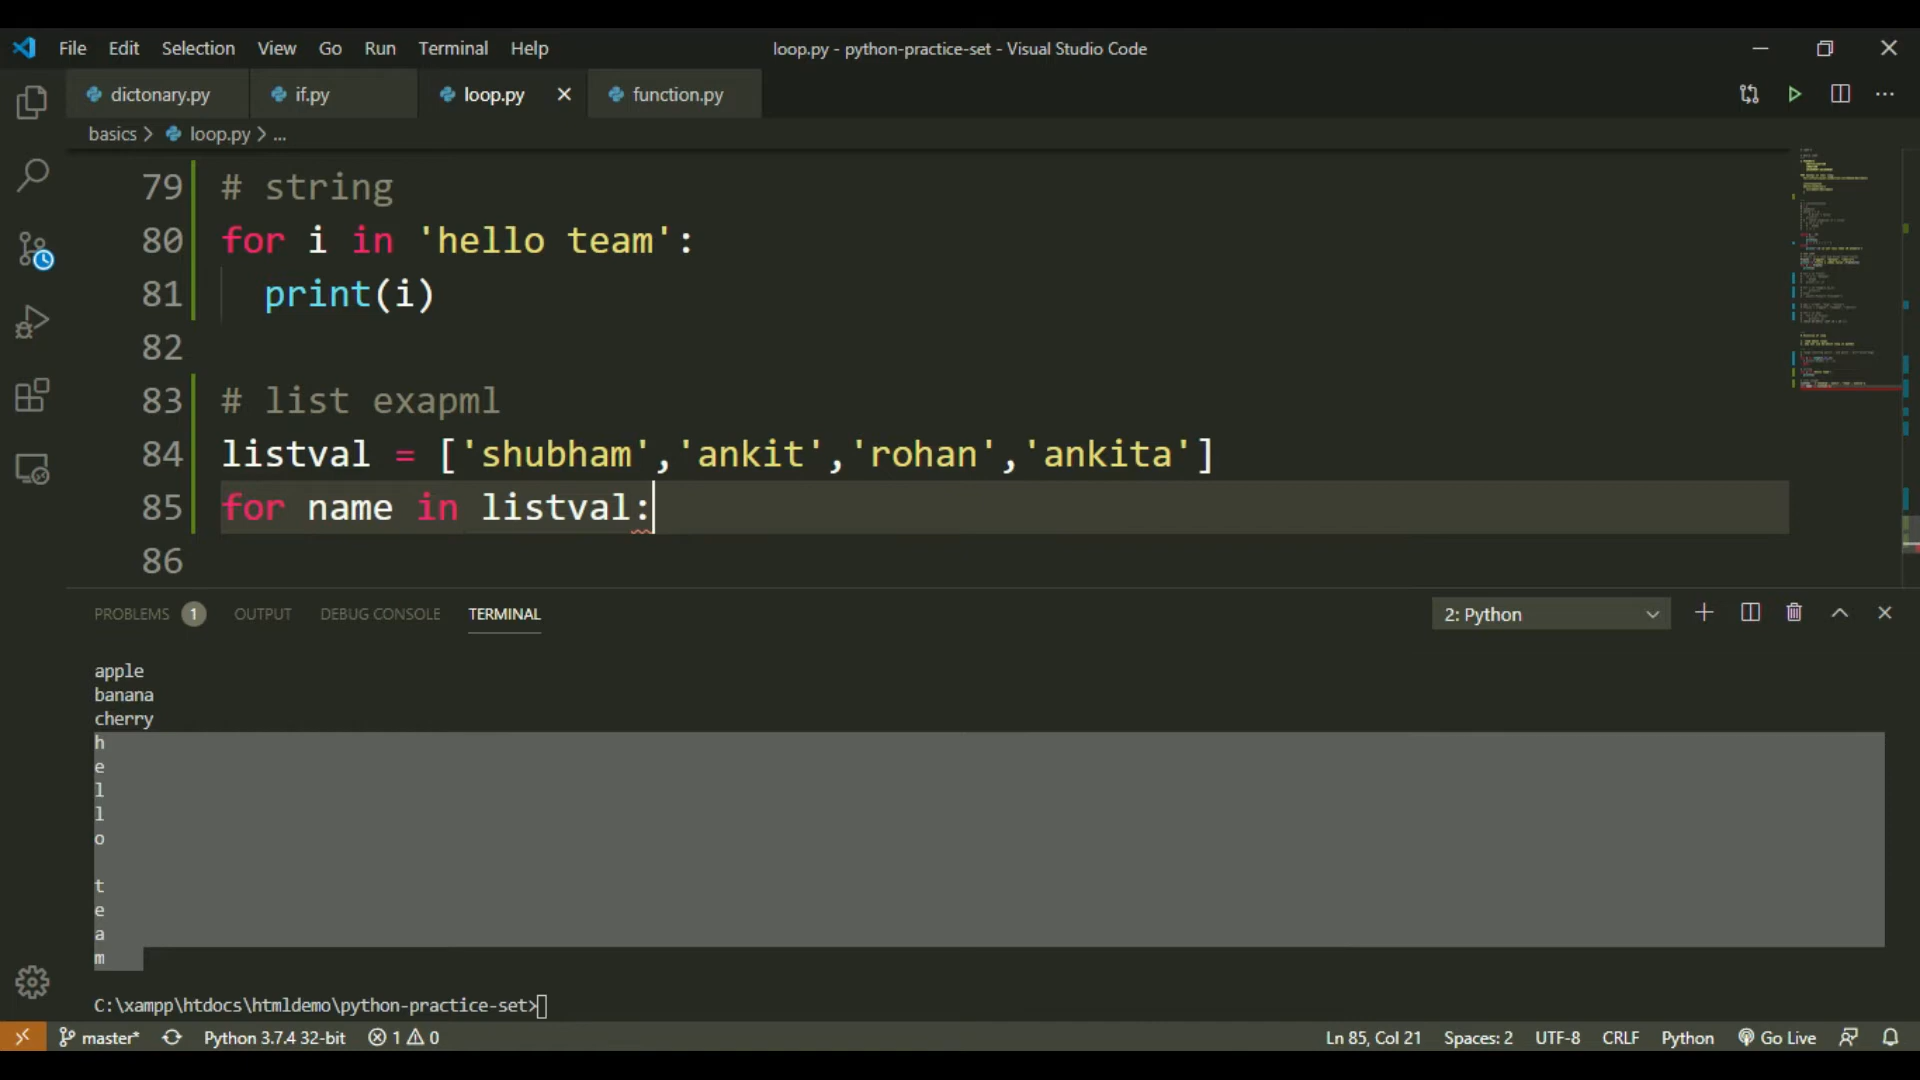 File Edit Selection View Go Run Terminal Help
loop.py - python-practice-set - Visual Studio Code
dictonary.py if.py loop.py function.py
basics > loop.py > ...
79 # string
80 for i in 'hello team':
81 print(i)
82
83 # list exapml
84 listval = ['shubham','ankit','rohan','ankita']
85 for name in listval:
86
PROBLEMS 1 OUTPUT DEBUG CONSOLE TERMINAL 2: Python
apple
banana
cherry
h
e
l
l
o
t
e
a
m
C:\xampp\htdocs\htmldemo\python-practice-set>
master* Python 3.7.4 32-bit 1 0 Ln 85, Col 21 Spaces: 2 UTF-8 CRLF Python Go Live